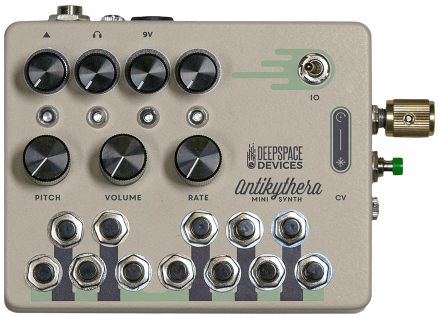 9V
IO
DEEPSPACE
DEVICES
antikythera
MINI SYNTH
PITCH
VOLUME
RATE
CV